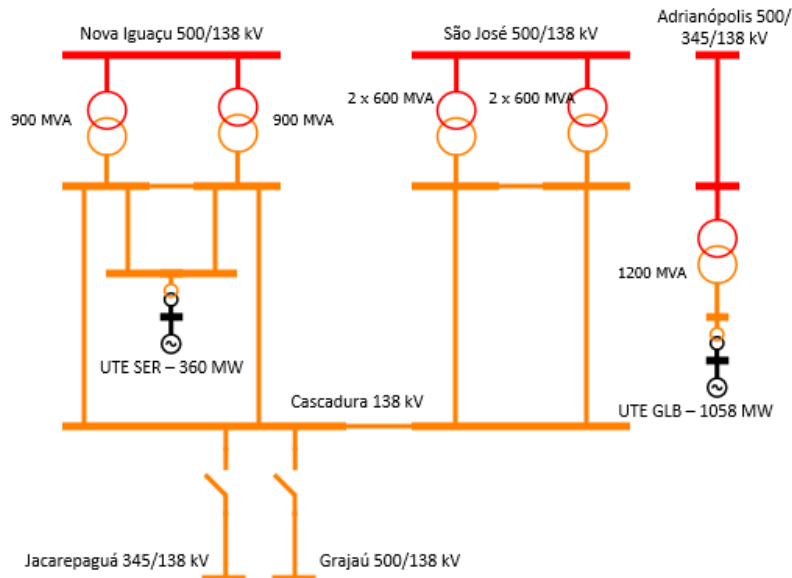 Nova Iguaçu 500/138 kV
São José 500/138 kV
Adrianópolis 500/
345/138 kV
900 MVA
900 MVA
2 x 600 MVA
2 x 600 MVA
1200 MVA
UTE SER – 360 MW
UTE GLB – 1058 MW
Cascadura 138 kV
Jacarepaguá 345/138 kV
Grajaú 500/138 kV